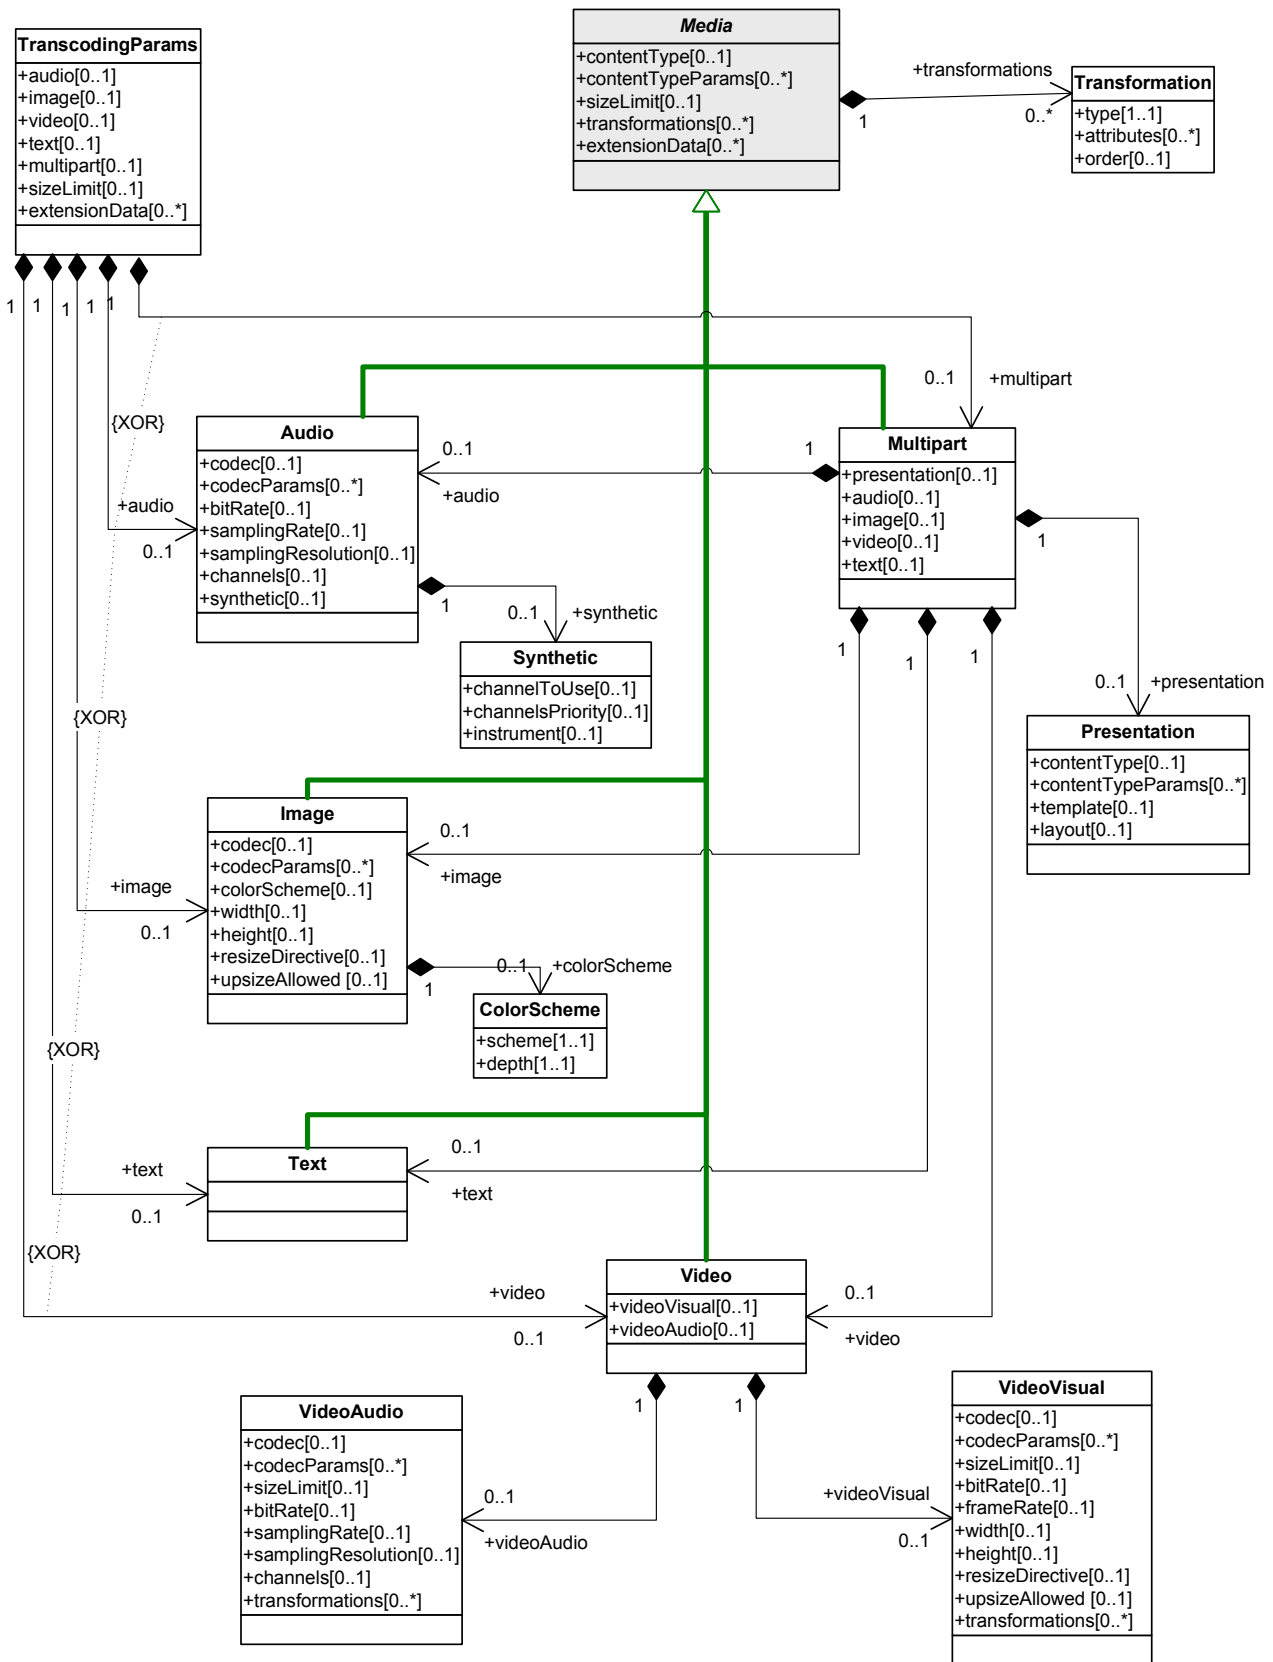 TranscodingParams
+audio[0..1]
+image[0..1]
+video[0..1]
+text[0..1]
+multipart[0..1]
+sizeLimit[0..1]
+extensionData[0..*]
Media
+contentType[0..1]
+contentTypeParams[0..*]
+sizeLimit[0..1]
+transformations[0..*]
+extensionData[0..*]
1
+transformations
0..*
Transformation
+type[1..1]
+attributes[0..*]
+order[0..1]
1
1
1
1
1
{XOR}
{XOR}
{XOR}
{XOR}
0..1
+multipart
+audio
0..1
Audio
+codec[0..1]
+codecParams[0..*]
+bitRate[0..1]
+samplingRate[0..1]
+samplingResolution[0..1]
+channels[0..1]
+synthetic[0..1]
0..1
+audio
1
Multipart
+presentation[0..1]
+audio[0..1]
+image[0..1]
+video[0..1]
+text[0..1]
1
1
0..1
+synthetic
Synthetic
+channelToUse[0..1]
+channelsPriority[0..1]
+instrument[0..1]
1
1
1
0..1
+presentation
Presentation
+contentType[0..1]
+contentTypeParams[0..*]
+template[0..1]
+layout[0..1]
+image
0..1
Image
+codec[0..1]
+codecParams[0..*]
+colorScheme[0..1]
+width[0..1]
+height[0..1]
+resizeDirective[0..1]
+upsizeAllowed [0..1]
0..1
+image
1
0..1
+colorScheme
ColorScheme
+scheme[1..1]
+depth[1..1]
+text
0..1
Text
0..1
+text
+video
0..1
Video
+videoVisual[0..1]
+videoAudio[0..1]
0..1
+video
1
1
VideoAudio
+codec[0..1]
+codecParams[0..*]
+sizeLimit[0..1]
+bitRate[0..1]
+samplingRate[0..1]
+samplingResolution[0..1]
+channels[0..1]
+transformations[0..*]
0..1
+videoAudio
+videoVisual
0..1
VideoVisual
+codec[0..1]
+codecParams[0..*]
+sizeLimit[0..1]
+bitRate[0..1]
+frameRate[0..1]
+width[0..1]
+height[0..1]
+resizeDirective[0..1]
+upsizeAllowed [0..1]
+transformations[0..*]